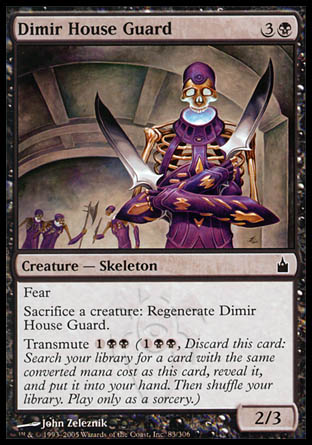 Dimir House Guard 3
Creature — Skeleton
Fear
Sacrifice a creature: Regenerate Dimir
House Guard.
Transmute 1 (1, Discard this card:
Search your library for a card with the same
converted mana cost as this card, reveal it,
and put it into your hand. Then shuffle your
library. Play only as a sorcery.)
2/3
John Zeleznik
™ & © 1993–2005 Wizards of the Coast, Inc. 83/306